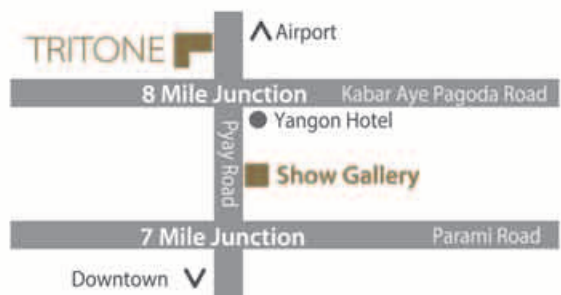 Airport
TRITONE
8 Mile Junction Kabar Aye Pagoda Road
Yangon Hotel
Pyay Road
Show Gallery
7 Mile Junction Parami Road
Downtown